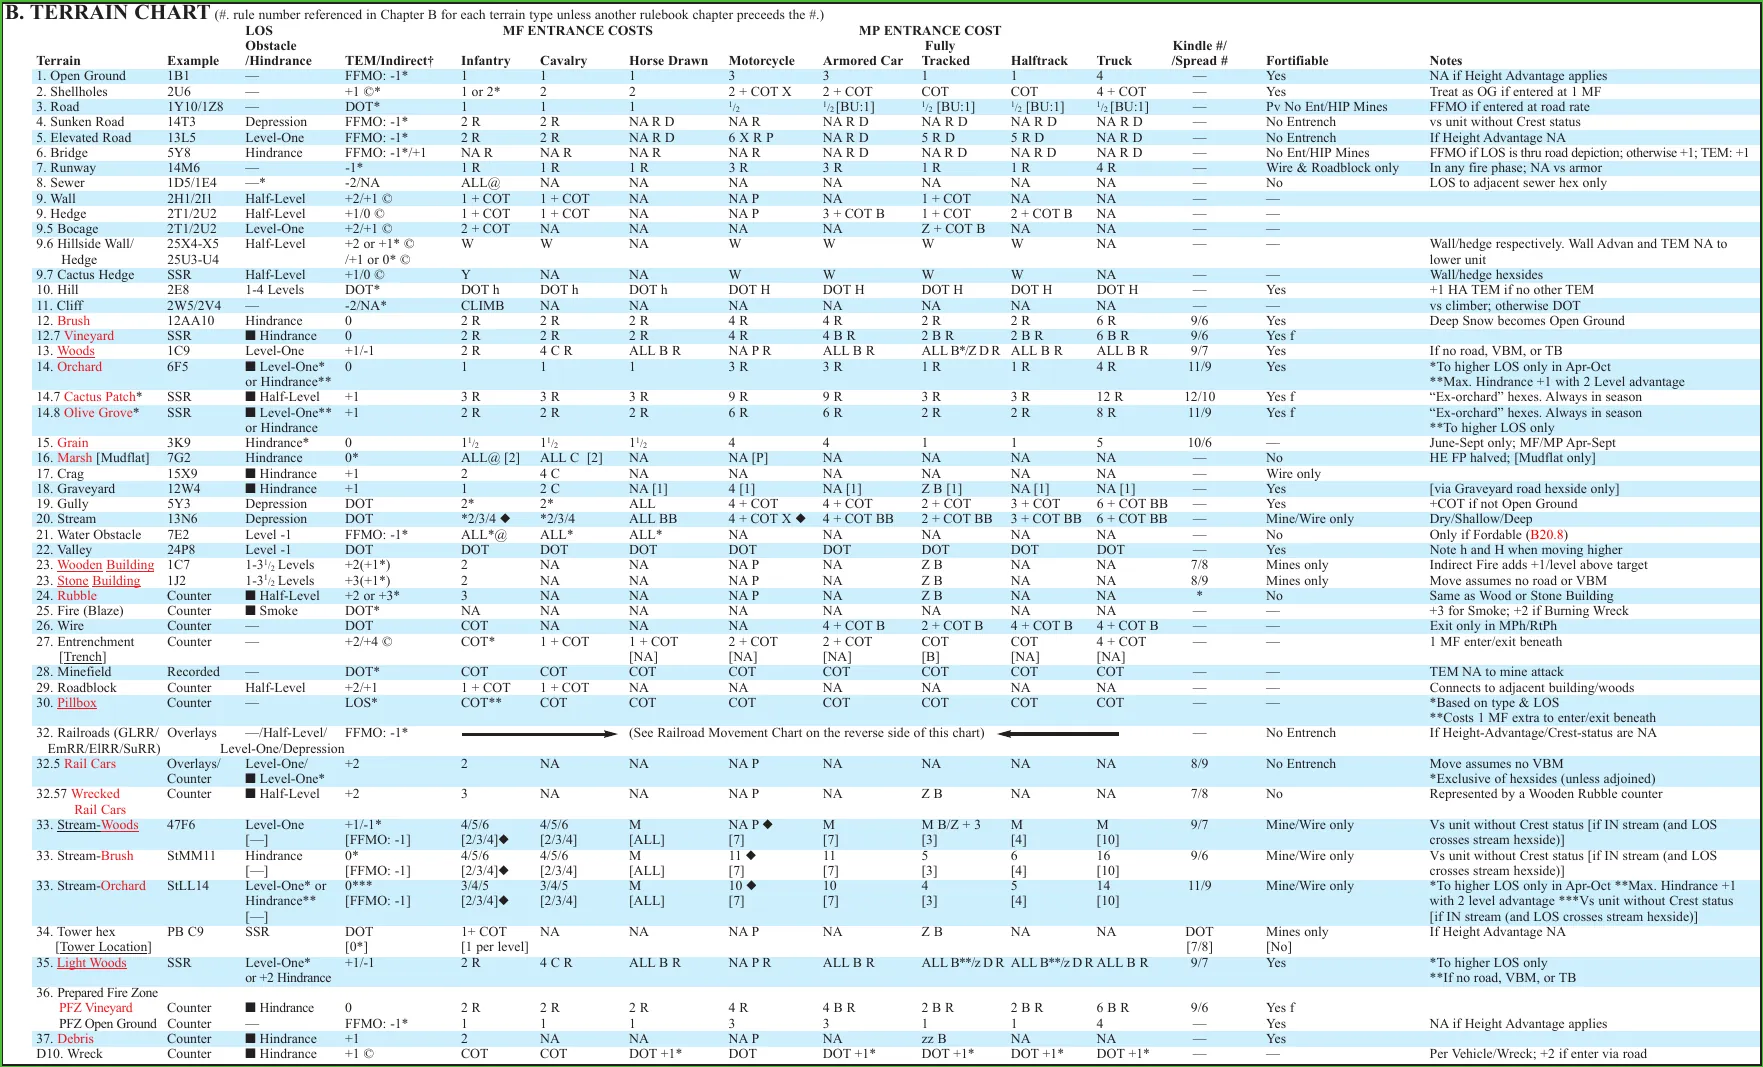 B. TERRAIN CHART (#. rule number referenced in Chapter B for each terrain type unless another rulebook chapter preceeds the #.)
LOS MF ENTRANCE COSTS MP ENTRANCE COST
Obstacle Fully Kindle #/
Terrain Example /Hindrance TEM/Indirect† Infantry Cavalry Horse Drawn Motorcycle Armored Car Tracked Halftrack Truck /Spread # Fortifiable Notes
1. Open Ground 1B1 — FFMO: -1* 1 1 1 3 3 1 1 4 — Yes NA if Height Advantage applies
2. Shellholes 2U6 — +1 ©* 1 or 2* 2 2 2 + COT X 2 + COT COT COT 4 + COT — Yes Treat as OG if entered at 1 MF
3. Road 1Y10/1Z8 — DOT* 1 1 1 1/2 1/2 [BU:1] 1/2 [BU:1] 1/2 [BU:1] 1/2 [BU:1] — Pv No Ent/HIP Mines FFMO if entered at road rate
4. Sunken Road 14T3 Depression FFMO: -1* 2 R 2 R NA R D NA R NA R D NA R D NA R D NA R D — No Entrench vs unit without Crest status
5. Elevated Road 13L5 Level-One FFMO: -1* 2 R 2 R NA R D 6 X R P NA R D 5 R D 5 R D NA R D — No Entrench If Height Advantage NA
6. Bridge 5Y8 Hindrance FFMO: -1*/+1 NA R NA R NA R NA R NA R D NA R D NA R D NA R D — No Ent/HIP Mines FFMO if LOS is thru road depiction; otherwise +1; TEM: +1
7. Runway 14M6 — -1* 1 R 1 R 1 R 3 R 3 R 1 R 1 R 4 R — Wire & Roadblock only In any fire phase; NA vs armor
8. Sewer 1D5/1E4 —* -2/NA ALL@ NA NA NA NA NA NA NA — No LOS to adjacent sewer hex only
9. Wall 2H1/2I1 Half-Level +2/+1 © 1 + COT 1 + COT NA NA P NA 1 + COT NA NA — —
9. Hedge 2T1/2U2 Half-Level +1/0 © 1 + COT 1 + COT NA NA P 3 + COT B 1 + COT 2 + COT B NA — —
9.5 Bocage 2T1/2U2 Level-One +2/+1 © 2 + COT NA NA NA NA Z + COT B NA NA — —
9.6 Hillside Wall/ 25X4-X5 Half-Level +2 or +1* © W W NA W W W W NA — — Wall/hedge respectively. Wall Advan and TEM NA to
Hedge 25U3-U4 /+1 or 0* © lower unit
9.7 Cactus Hedge SSR Half-Level +1/0 © Y NA NA W W W W NA — — Wall/hedge hexsides
10. Hill 2E8 1-4 Levels DOT* DOT h DOT h DOT h DOT H DOT H DOT H DOT H DOT H — Yes +1 HA TEM if no other TEM
11. Cliff 2W5/2V4 — -2/NA* CLIMB NA NA NA NA NA NA NA — — vs climber; otherwise DOT
12. Brush 12AA10 Hindrance 0 2 R 2 R 2 R 4 R 4 R 2 R 2 R 6 R 9/6 Yes Deep Snow becomes Open Ground
12.7 Vineyard SSR ■ Hindrance 0 2 R 2 R 2 R 4 R 4 B R 2 B R 2 B R 6 B R 9/6 Yes f
13. Woods 1C9 Level-One +1/-1 2 R 4 C R ALL B R NA P R ALL B R ALL B*/Z D R ALL B R ALL B R 9/7 Yes If no road, VBM, or TB
14. Orchard 6F5 ■ Level-One* 0 1 1 1 3 R 3 R 1 R 1 R 4 R 11/9 Yes *To higher LOS only in Apr-Oct
or Hindrance** **Max. Hindrance +1 with 2 Level advantage
14.7 Cactus Patch* SSR ■ Half-Level +1 3 R 3 R 3 R 9 R 9 R 3 R 3 R 12 R 12/10 Yes f “Ex-orchard” hexes. Always in season
14.8 Olive Grove* SSR ■ Level-One** +1 2 R 2 R 2 R 6 R 6 R 2 R 2 R 8 R 11/9 Yes f “Ex-orchard” hexes. Always in season
or Hindrance **To higher LOS only
15. Grain 3K9 Hindrance* 0 1 1/2 1 1/2 1 1/2 4 4 1 1 5 10/6 — June-Sept only; MF/MP Apr-Sept
16. Marsh [Mudflat] 7G2 Hindrance 0* ALL@ [2] ALL C [2] NA NA [P] NA NA NA NA — No HE FP halved; [Mudflat only]
17. Crag 15X9 ■ Hindrance +1 2 4 C NA NA NA NA NA NA — Wire only
18. Graveyard 12W4 ■ Hindrance +1 1 2 C NA [1] 4 [1] NA [1] Z B [1] NA [1] NA [1] — Yes [via Graveyard road hexside only]
19. Gully 5Y3 Depression DOT 2* 2* ALL 4 + COT 4 + COT 2 + COT 3 + COT 6 + COT BB — Yes +COT if not Open Ground
20. Stream 13N6 Depression DOT *2/3/4 ◆ *2/3/4 ALL BB 4 + COT X ◆ 4 + COT BB 2 + COT BB 3 + COT BB 6 + COT BB — Mine/Wire only Dry/Shallow/Deep
21. Water Obstacle 7E2 Level -1 FFMO: -1* ALL*@ ALL* ALL* NA NA NA NA NA — No Only if Fordable (B20.8)
22. Valley 24P8 Level -1 DOT DOT DOT DOT DOT DOT DOT DOT DOT — Yes Note h and H when moving higher
23. Wooden Building 1C7 1-3 1/2 Levels +2(+1*) 2 NA NA NA P NA Z B NA NA 7/8 Mines only Indirect Fire adds +1/level above target
23. Stone Building 1J2 1-3 1/2 Levels +3(+1*) 2 NA NA NA P NA Z B NA NA 8/9 Mines only Move assumes no road or VBM
24. Rubble Counter ■ Half-Level +2 or +3* 3 NA NA NA P NA Z B NA NA * No Same as Wood or Stone Building
25. Fire (Blaze) Counter ■ Smoke DOT* NA NA NA NA NA NA NA NA — — +3 for Smoke; +2 if Burning Wreck
26. Wire Counter — DOT COT NA NA NA 4 + COT B 2 + COT B 4 + COT B 4 + COT B — — Exit only in MPh/RtPh
27. Entrenchment Counter — +2/+4 © COT* 1 + COT 1 + COT 2 + COT 2 + COT COT COT 4 + COT — — 1 MF enter/exit beneath
[Trench] [NA] [NA] [NA] [B] [NA] [NA]
28. Minefield Recorded — DOT* COT COT COT COT COT COT COT COT — — TEM NA to mine attack
29. Roadblock Counter Half-Level +2/+1 1 + COT 1 + COT NA NA NA NA NA NA — — Connects to adjacent building/woods
30. Pillbox Counter — LOS* COT** COT COT COT COT COT COT COT — — *Based on type & LOS
**Costs 1 MF extra to enter/exit beneath
32. Railroads (GLRR/ Overlays —/Half-Level/ FFMO: -1* (See Railroad Movement Chart on the reverse side of this chart) — No Entrench If Height-Advantage/Crest-status are NA
EmRR/ElRR/SuRR) Level-One/Depression
32.5 Rail Cars Overlays/ Level-One/ +2 2 NA NA NA P NA NA NA NA 8/9 No Entrench Move assumes no VBM
Counter ■ Level-One* *Exclusive of hexsides (unless adjoined)
32.57 Wrecked Counter ■ Half-Level +2 3 NA NA NA P NA Z B NA NA 7/8 No Represented by a Wooden Rubble counter
Rail Cars
33. Stream-Woods 47F6 Level-One +1/-1* 4/5/6 4/5/6 M NA P ◆ M M B/Z + 3 M M 9/7 Mine/Wire only Vs unit without Crest status [if IN stream (and LOS
[—] [FFMO: -1] [2/3/4]◆ [2/3/4] [ALL] [7] [7] [3] [4] [10] crosses stream hexside)]
33. Stream-Brush StMM11 Hindrance 0* 4/5/6 4/5/6 M 11 ◆ 11 5 6 16 9/6 Mine/Wire only Vs unit without Crest status [if IN stream (and LOS
[—] [FFMO: -1] [2/3/4]◆ [2/3/4] [ALL] [7] [7] [3] [4] [10] crosses stream hexside)]
33. Stream-Orchard StLL14 Level-One* or 0*** 3/4/5 3/4/5 M 10 ◆ 10 4 5 14 11/9 Mine/Wire only *To higher LOS only in Apr-Oct **Max. Hindrance +1
Hindrance** [FFMO: -1] [2/3/4]◆ [2/3/4] [ALL] [7] [7] [3] [4] [10] with 2 level advantage ***Vs unit without Crest status
[—] [if IN stream (and LOS crosses stream hexside)]
34. Tower hex PB C9 SSR DOT 1+ COT NA NA NA P NA Z B NA NA DOT Mines only If Height Advantage NA
[Tower Location] [0*] [1 per level] [7/8] [No]
35. Light Woods SSR Level-One* +1/-1 2 R 4 C R ALL B R NA P R ALL B R ALL B**/z D R ALL B**/z D R ALL B R 9/7 Yes *To higher LOS only
or +2 Hindrance **If no road, VBM, or TB
36. Prepared Fire Zone
PFZ Vineyard Counter ■ Hindrance 0 2 R 2 R 2 R 4 R 4 B R 2 B R 2 B R 6 B R 9/6 Yes f
PFZ Open Ground Counter — FFMO: -1* 1 1 1 3 3 1 1 4 — Yes NA if Height Advantage applies
37. Debris Counter ■ Hindrance +1 2 NA NA NA P NA zz B NA NA — Yes
D10. Wreck Counter ■ Hindrance +1 © COT COT DOT +1* DOT DOT +1* DOT +1* DOT +1* DOT +1* — — Per Vehicle/Wreck; +2 if enter via road